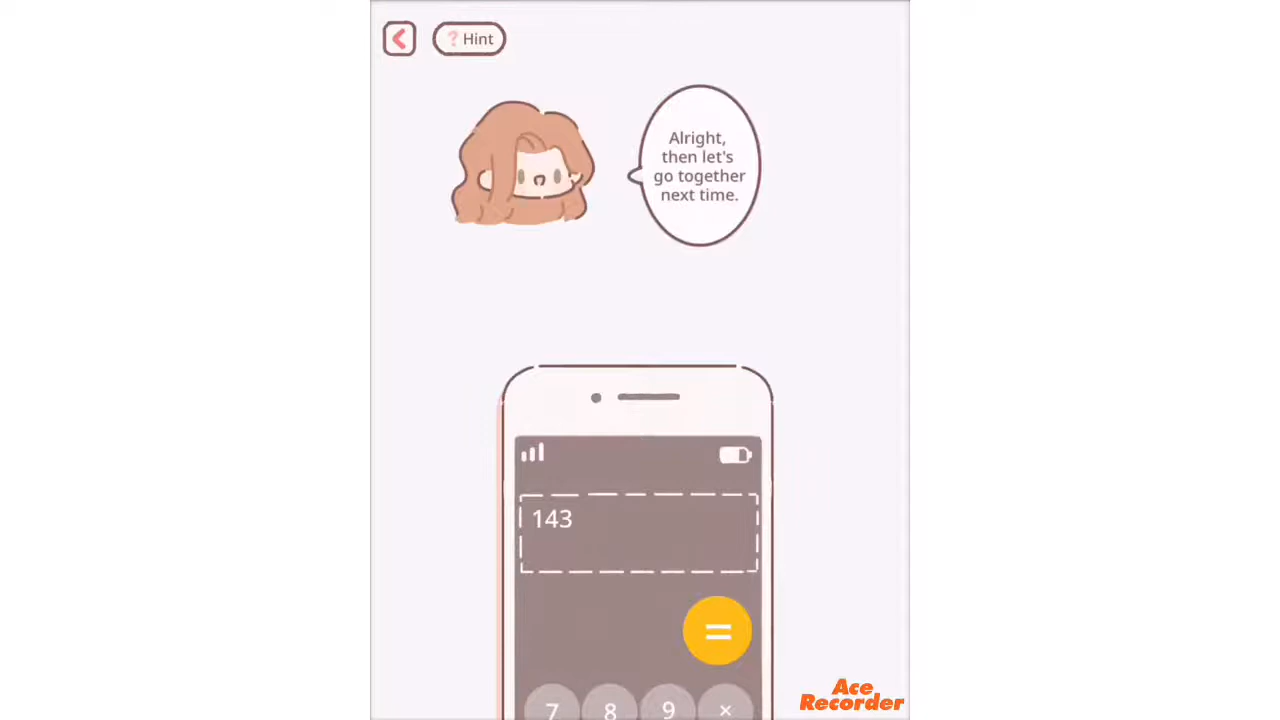 ? Hint
Alright,
then let's
go together
next time.
143
=
7 8 9 ×
Ace
Recorder